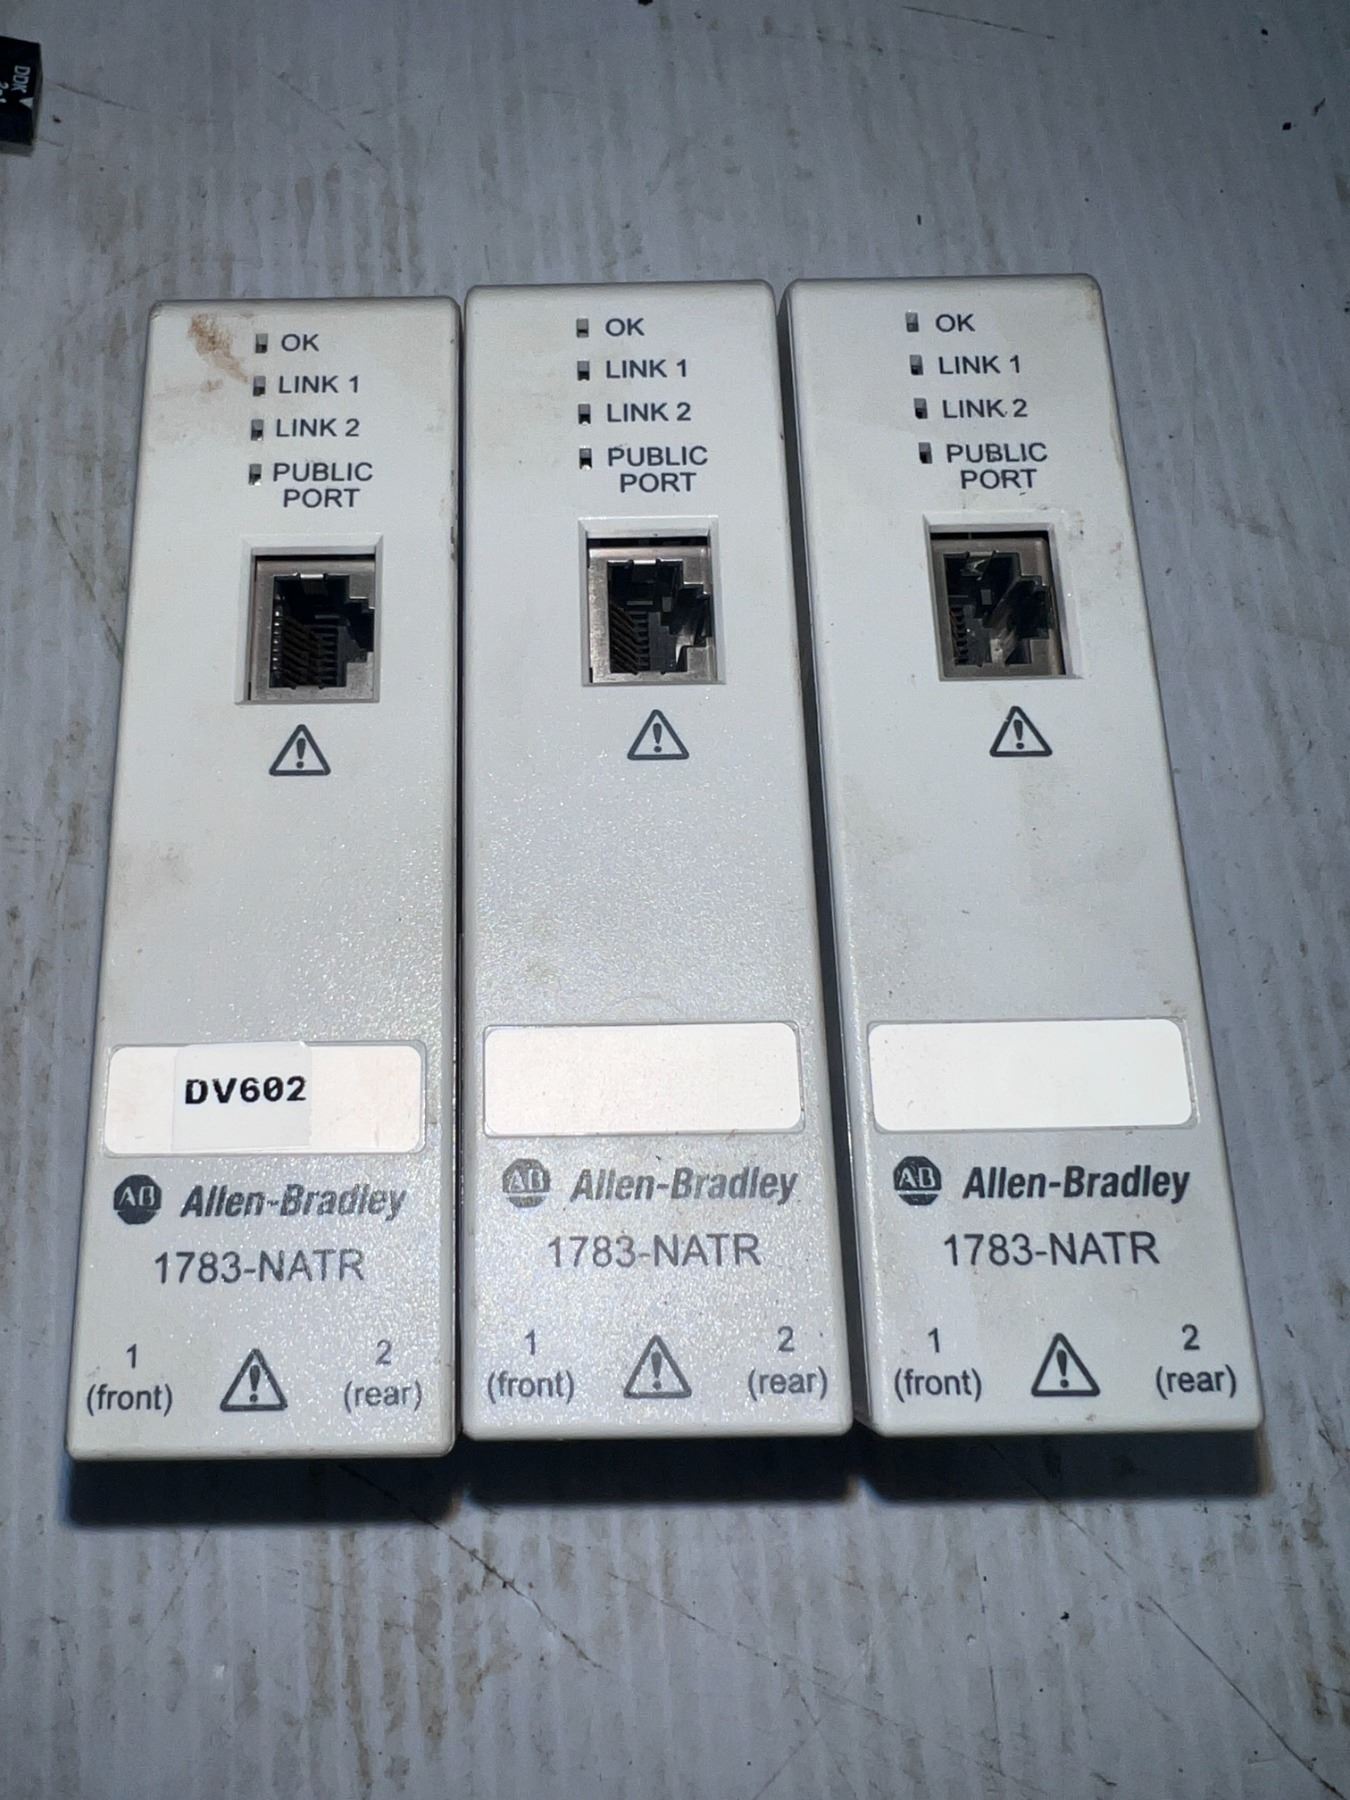 DDK
OK
LINK 1
LINK 2
PUBLIC
PORT
DV602
AB Allen-Bradley
1783-NATR
1
(front)
2
(rear)
OK
LINK 1
LINK 2
PUBLIC
PORT
AB Allen-Bradley
1783-NATR
1
(front)
2
(rear)
OK
LINK 1
LINK 2
PUBLIC
PORT
AB Allen-Bradley
1783-NATR
1
(front)
2
(rear)